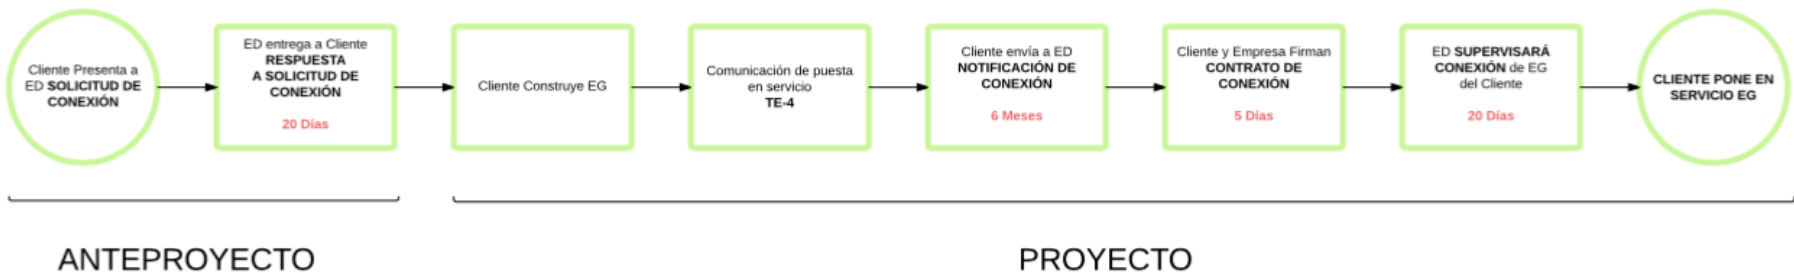 Cliente Presenta a
ED SOLICITUD DE
CONEXIÓN
ED entrega a Cliente
RESPUESTA
A SOLICITUD DE
CONEXIÓN
20 Días
Cliente Construye EG
Comunicación de puesta
en servicio
TE-4
Cliente envía a ED
NOTIFICACIÓN DE
CONEXIÓN
6 Meses
Cliente y Empresa Firman
CONTRATO DE
CONEXIÓN
5 Días
ED SUPERVISARÁ
CONEXIÓN de EG
del Cliente
20 Días
CLIENTE PONE EN
SERVICIO EG
ANTEPROYECTO
PROYECTO